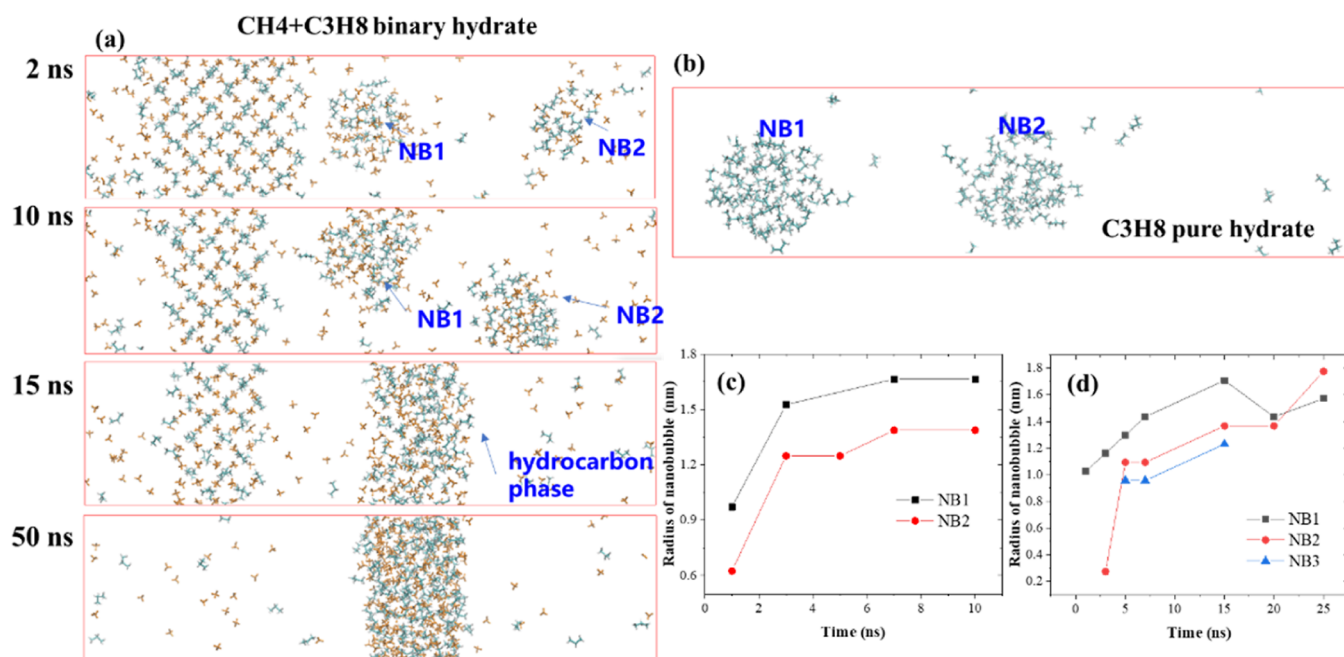 CH4+C3H8 binary hydrate
(a)
2 ns
NB1
NB2
10 ns
NB1
NB2
15 ns
hydrocarbon
phase
50 ns
(b)
NB1
NB2
C3H8 pure hydrate
(c)
Radius of nanobubble (nm)
1.8
1.5
1.2
0.9
0.6
0
2
4
6
8
10
Time (ns)
NB1
NB2
(d)
Radius of nanobubble (nm)
1.8
1.6
1.4
1.2
1.0
0.8
0.6
0.4
0.2
0
5
10
15
20
25
Time (ns)
NB1
NB2
NB3